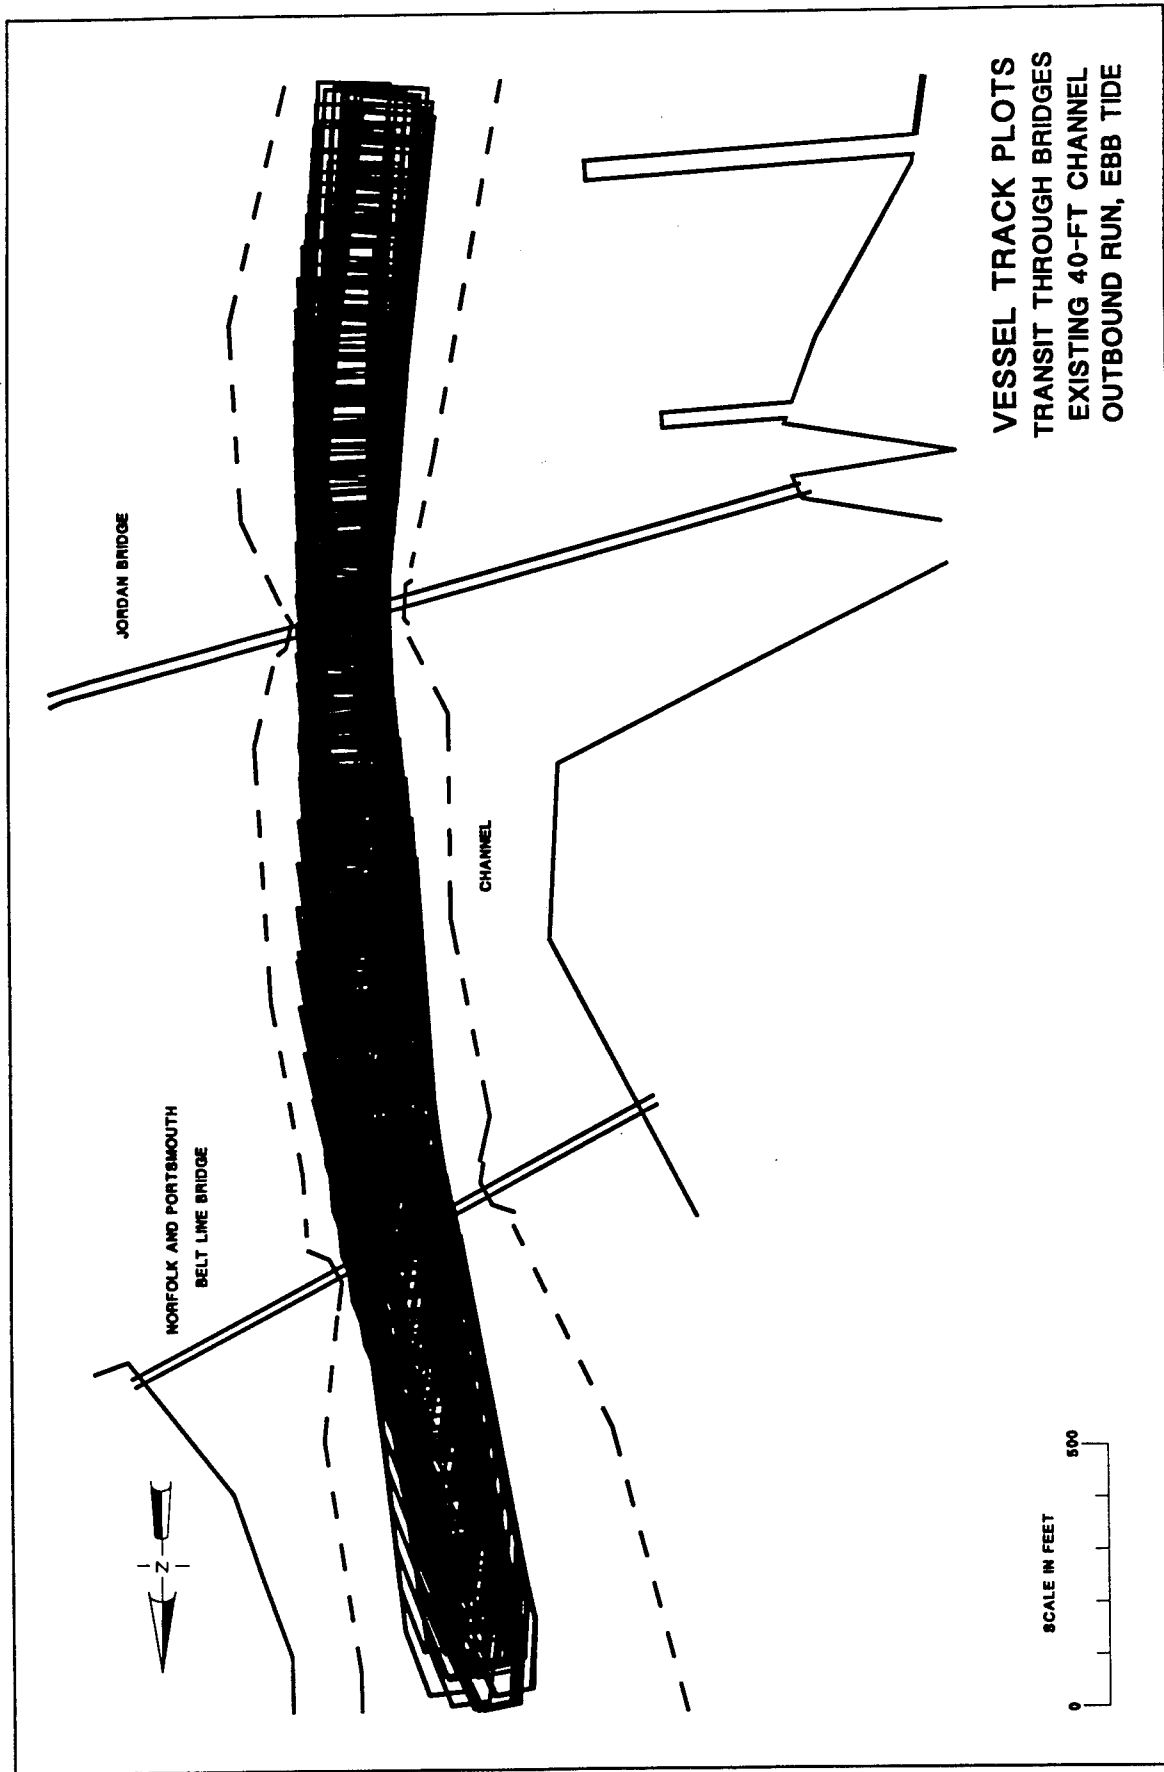 JORDAN BRIDGE
NORFOLK AND PORTSMOUTH
BELT LINE BRIDGE
CHANNEL
N
SCALE IN FEET
0
500
VESSEL TRACK PLOTS
TRANSIT THROUGH BRIDGES
EXISTING 40-FT CHANNEL
OUTBOUND RUN, EBB TIDE